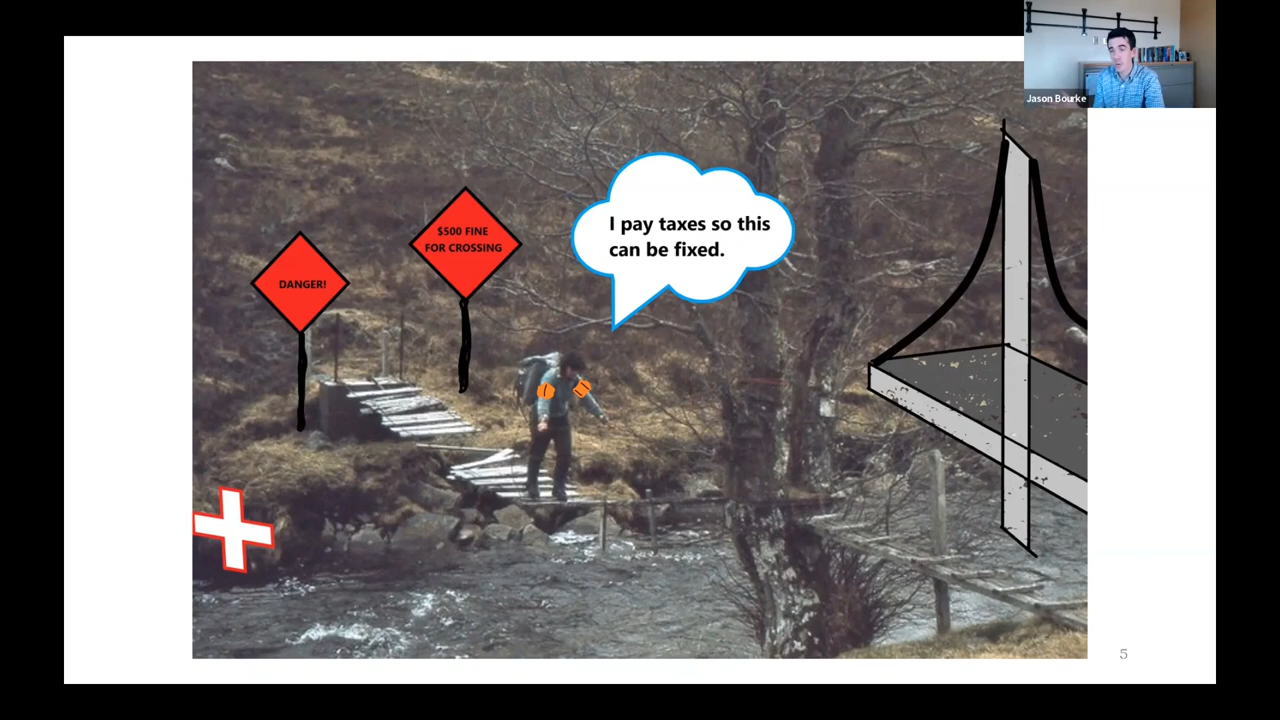 Jason Bourke
I pay taxes so this
can be fixed.
$500 FINE
FOR CROSSING
DANGER!
5